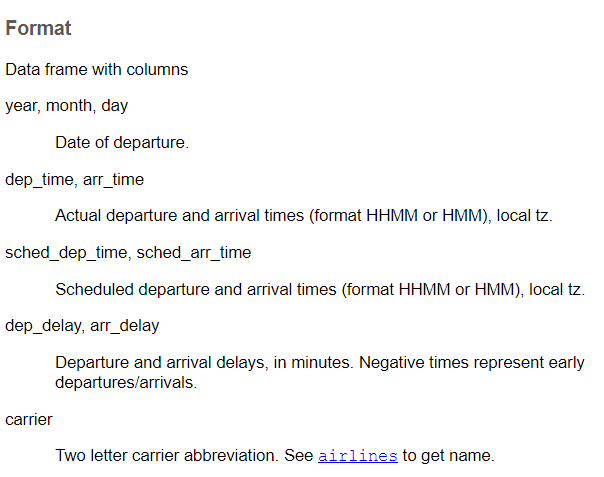 Format
Data frame with columns
year, month, day
Date of departure.
dep_time, arr_time
Actual departure and arrival times (format HHMM or HMM), local tz.
sched_dep_time, sched_arr_time
Scheduled departure and arrival times (format HHMM or HMM), local tz.
dep_delay, arr_delay
Departure and arrival delays, in minutes. Negative times represent early
departures/arrivals.
carrier
Two letter carrier abbreviation. See airlines to get name.